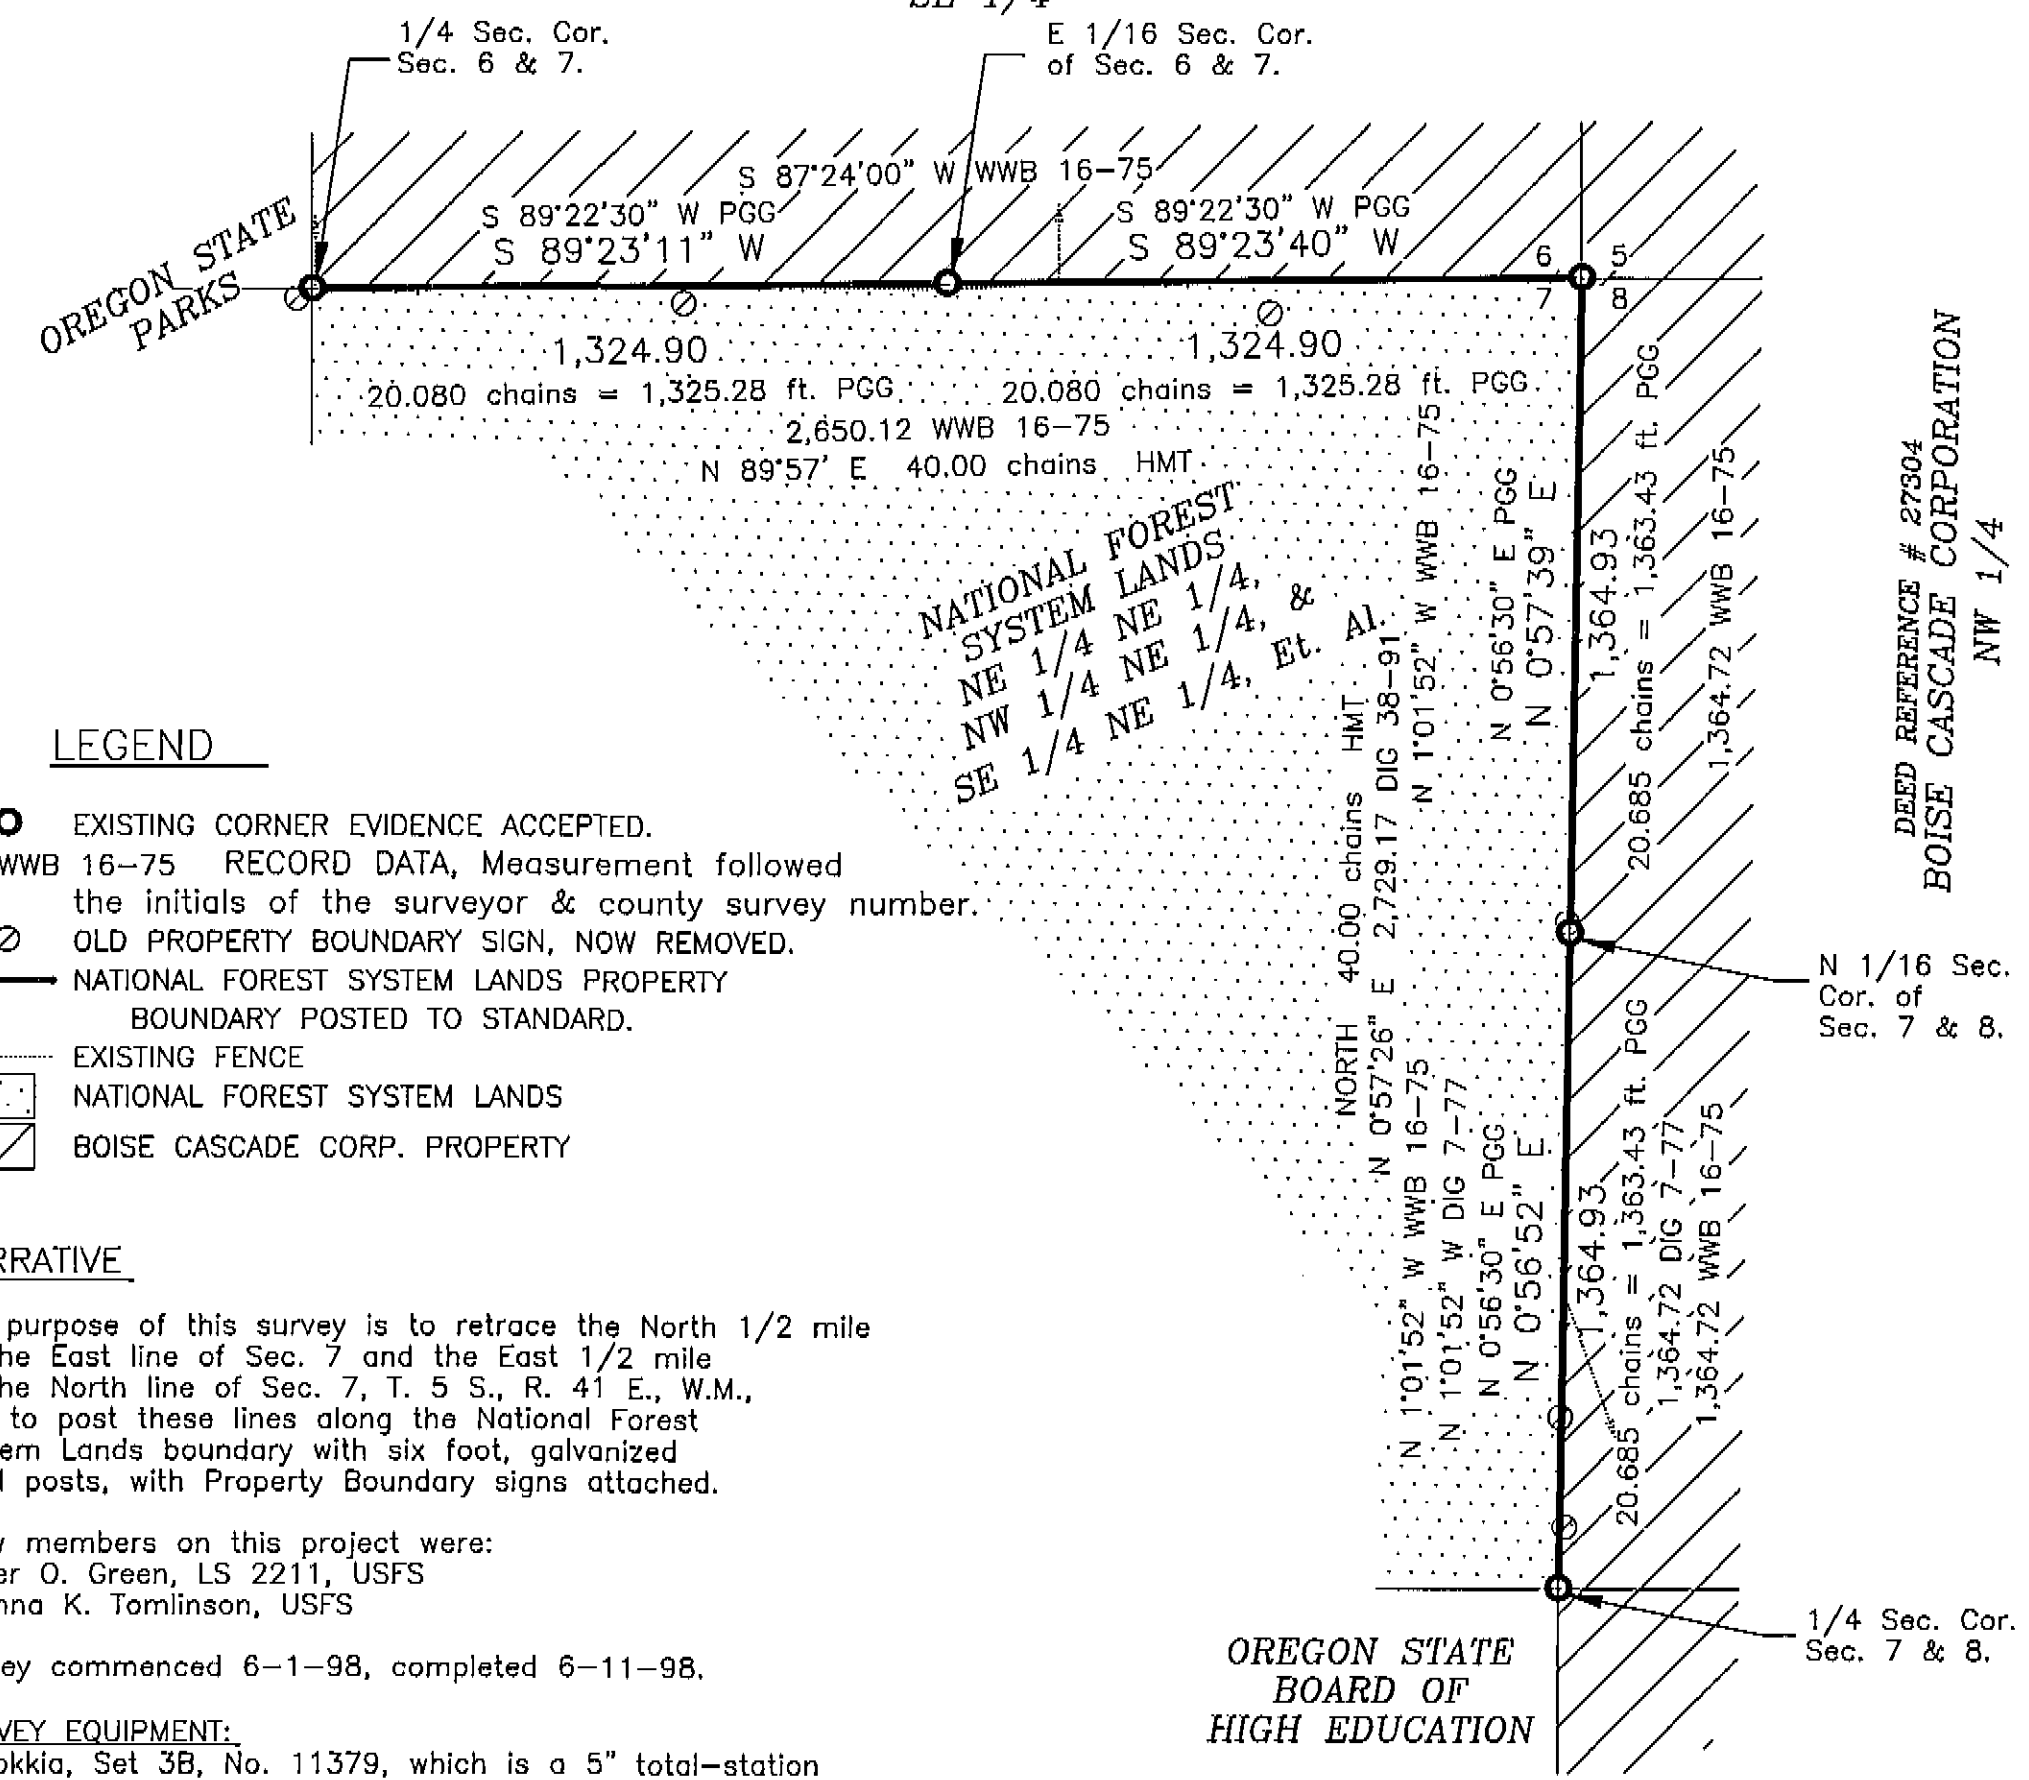 SE 1/4
1/4 Sec. Cor.
Sec. 6 & 7.
E 1/16 Sec. Cor.
of Sec. 6 & 7.
OREGON STATE
PARKS
S 87°24'00" W WWB 16-75
S 89°22'30" W PGG
S 89°23'11" W
S 89°22'30" W PGG
S 89°23'40" W
6 5
7 8
1,324.90
1,324.90
20.080 chains = 1,325.28 ft. PGG
20.080 chains = 1,325.28 ft. PGG
2,650.12 WWB 16-75
N 89°57' E 40.00 chains HMT
NATIONAL FOREST
SYSTEM LANDS
NE 1/4 NE 1/4,
NW 1/4 NE 1/4, &
SE 1/4 NE 1/4, Et. Al.
NORTH 40.00 chains HMT
N 0°57'26" E 2,729.17 DIG 38-91
N 1°01'52" W WWB 16-75
N 0°56'30" E PGG
N 0°57'39" E
1,364.93
20.685 chains = 1,363.43 ft. PGG
1,364.72 WWB 16-75
DEED REFERENCE # 27304
BOISE CASCADE CORPORATION
NW 1/4
N 1/16 Sec.
Cor. of
Sec. 7 & 8.
N 1°01'52" W WWB 16-75
N 1°01'52" W DIG 7-77
N 0°56'30" E PGG
N 0°56'52" E
1,364.93
20.685 chains = 1,363.43 ft. PGG
1,364.72 DIG 7-77
1,364.72 WWB 16-75
1/4 Sec. Cor.
Sec. 7 & 8.
OREGON STATE
BOARD OF
HIGH EDUCATION
LEGEND
EXISTING CORNER EVIDENCE ACCEPTED.
WWB 16-75 RECORD DATA, Measurement followed
the initials of the surveyor & county survey number.
OLD PROPERTY BOUNDARY SIGN, NOW REMOVED.
NATIONAL FOREST SYSTEM LANDS PROPERTY
BOUNDARY POSTED TO STANDARD.
EXISTING FENCE
NATIONAL FOREST SYSTEM LANDS
BOISE CASCADE CORP. PROPERTY
RRATIVE
purpose of this survey is to retrace the North 1/2 mile
he East line of Sec. 7 and the East 1/2 mile
he North line of Sec. 7, T. 5 S., R. 41 E., W.M.,
to post these lines along the National Forest
em Lands boundary with six foot, galvanized
l posts, with Property Boundary signs attached.
w members on this project were:
er O. Green, LS 2211, USFS
nna K. Tomlinson, USFS
ey commenced 6-1-98, completed 6-11-98.
VEY EQUIPMENT:
okkia, Set 3B, No. 11379, which is a 5" total-station